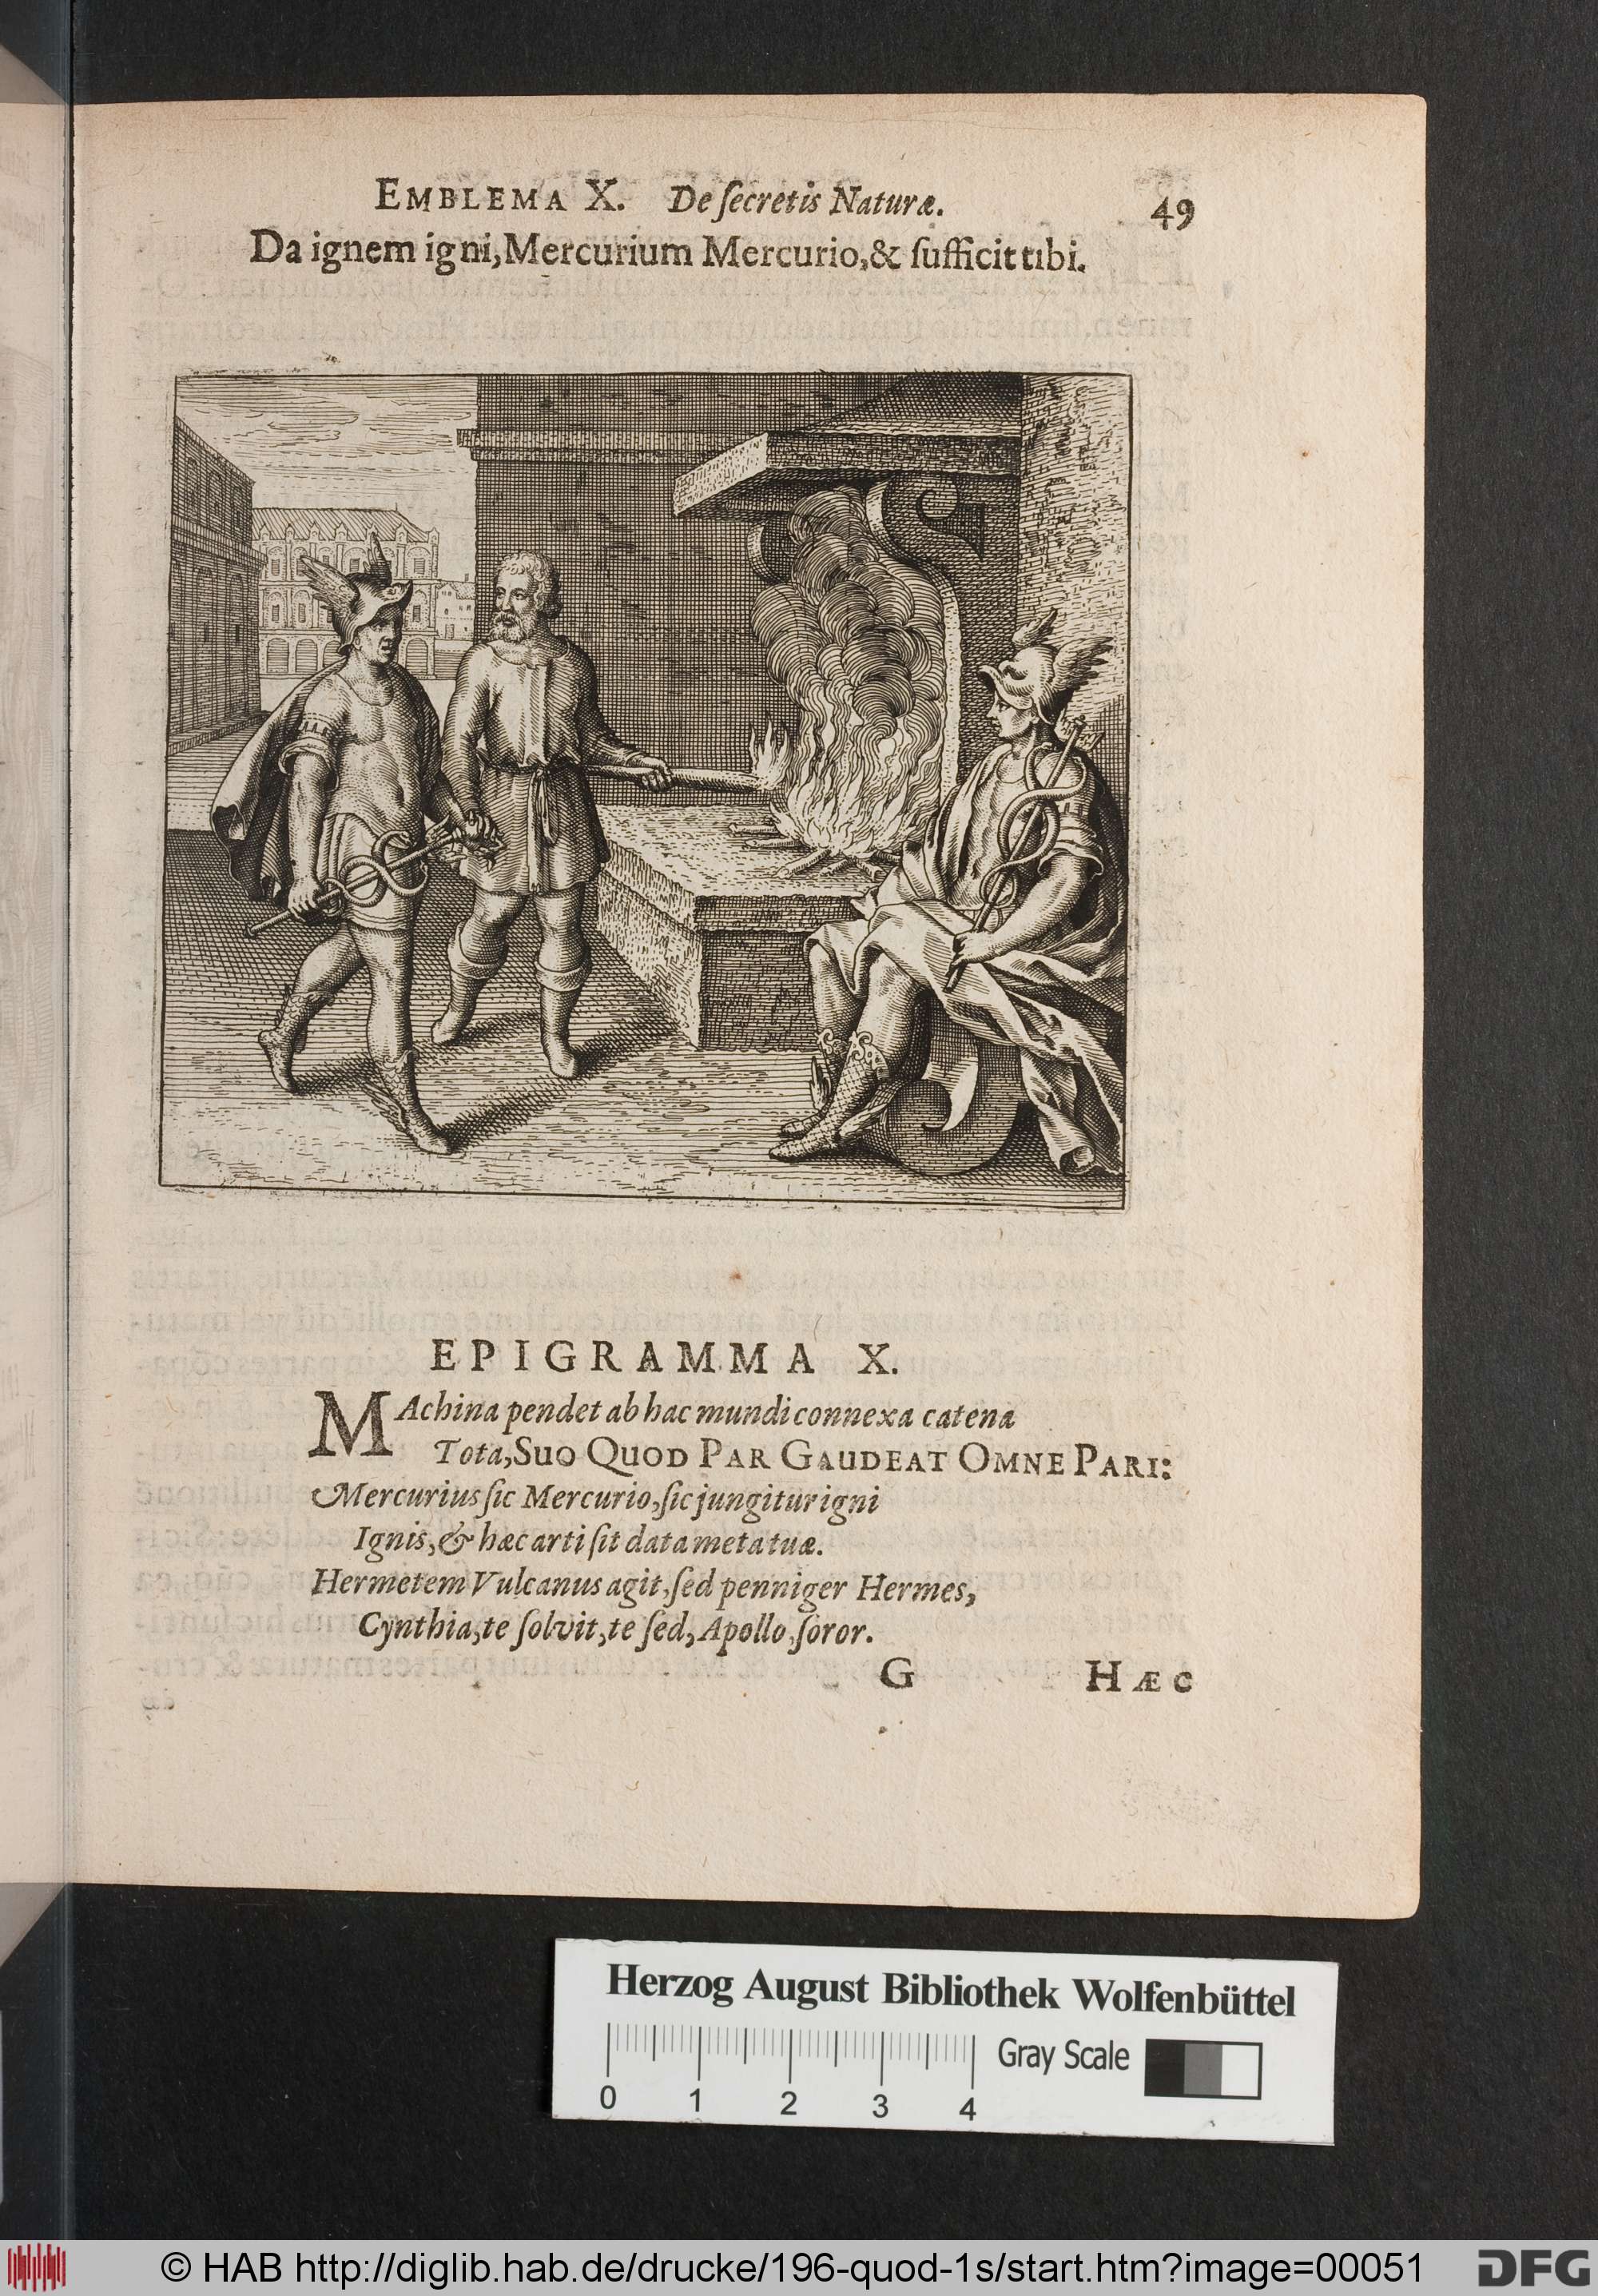 EMBLEMA X. De ſecretis Naturæ.
49
Da ignem igni, Mercurium Mercurio, & ſufficit tibi.
EPIGRAMMA X.
MAchina pendet ab hac mundi connexa catena
Tota, SUO QUOD PAR GAUDEAT OMNE PARI:
Mercurius ſic Mercurio, ſic jungitur igni
Ignis, & hæc arti ſit data meta tuæ.
Hermetem Vulcanus agit, ſed penniger Hermes,
Cynthia, te ſolvit, te ſed, Apollo, ſoror.
G HÆC
Herzog August Bibliothek Wolfenbüttel
Gray Scale
0 1 2 3 4
© HAB http://diglib.hab.de/drucke/196-quod-1s/start.htm?image=00051
DFG